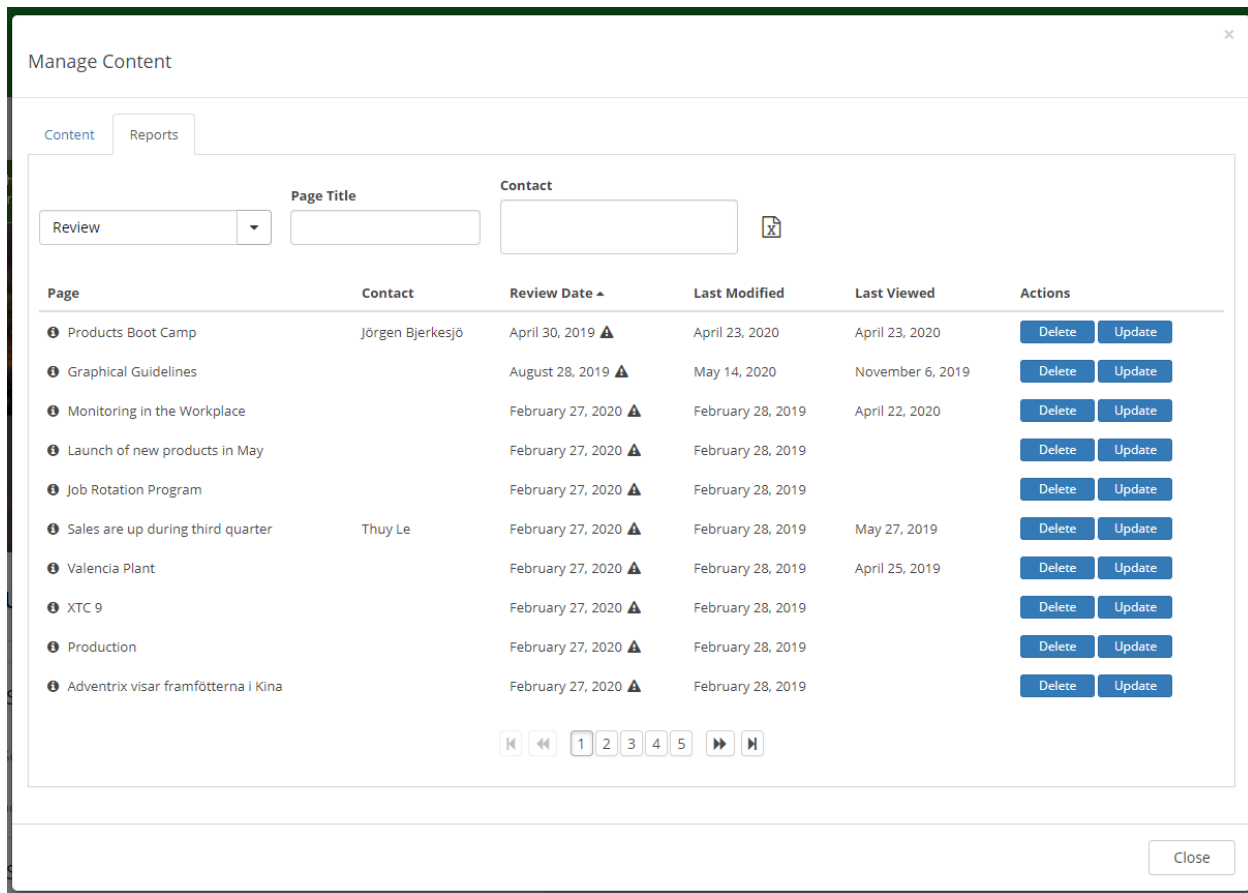 ×
Manage Content
Content Reports
Contact
Page Title
Review
Page Contact Review Date Last Modified Last Viewed Actions
Products Boot Camp Jörgen Bjerkesjö April 30, 2019 April 23, 2020 April 23, 2020 Delete Update
Graphical Guidelines August 28, 2019 May 14, 2020 November 6, 2019 Delete Update
Monitoring in the Workplace February 27, 2020 February 28, 2019 April 22, 2020 Delete Update
Launch of new products in May February 27, 2020 February 28, 2019 Delete Update
Job Rotation Program February 27, 2020 February 28, 2019 Delete Update
Sales are up during third quarter Thuy Le February 27, 2020 February 28, 2019 May 27, 2019 Delete Update
Valencia Plant February 27, 2020 February 28, 2019 April 25, 2019 Delete Update
XTC 9 February 27, 2020 February 28, 2019 Delete Update
Production February 27, 2020 February 28, 2019 Delete Update
Adventrix visar framfötterna i Kina February 27, 2020 February 28, 2019 Delete Update
1 2 3 4 5
Close